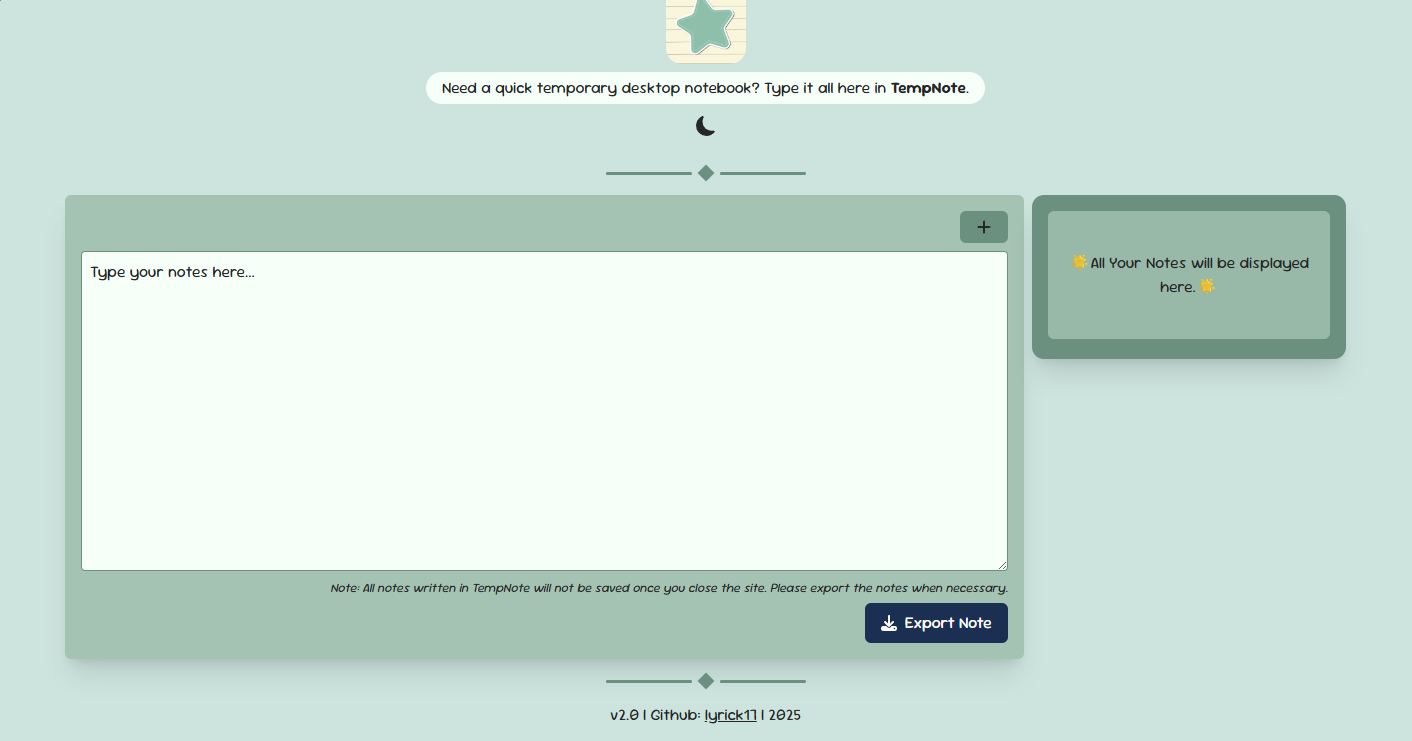 Need a quick temporary desktop notebook? Type it all here in TempNote.
Type your notes here...
🌟 All Your Notes will be displayed
here. 🌟
Note: All notes written in TempNote will not be saved once you close the site. Please export the notes when necessary.
Export Note
v2.0 | Github: lyrick17 | 2025